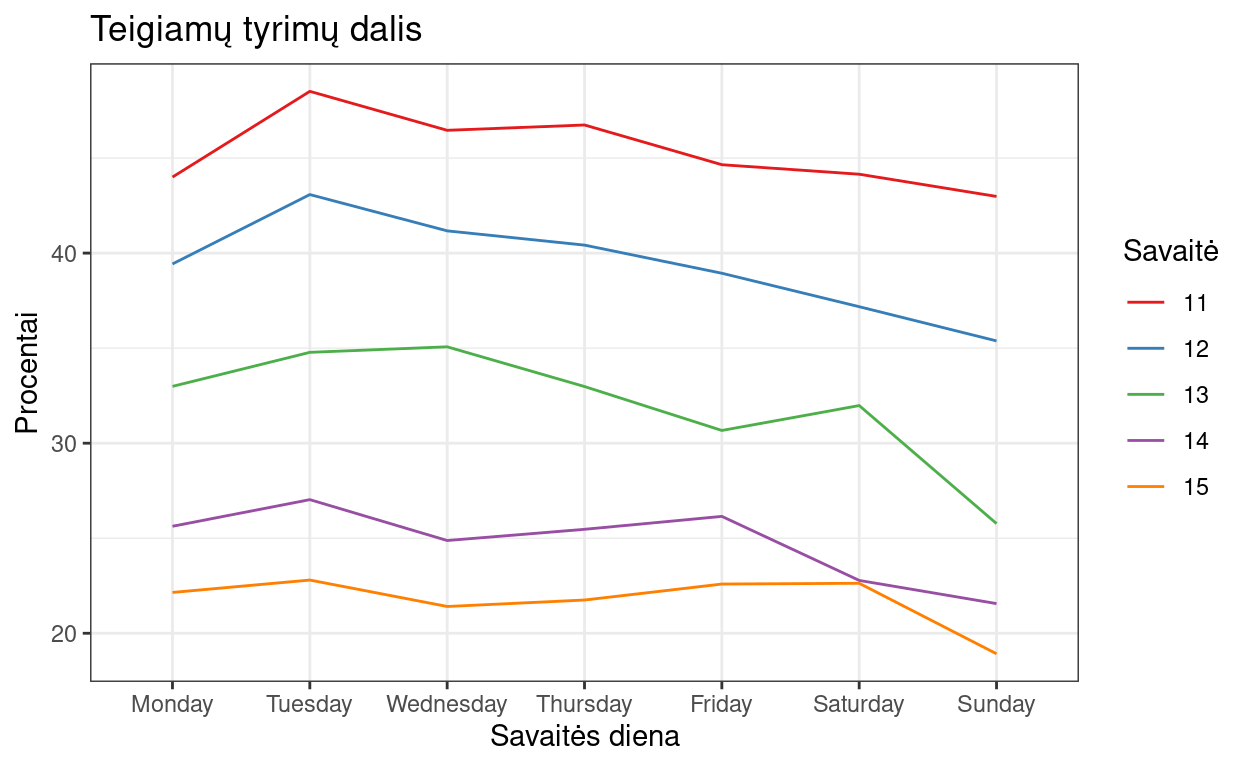 Teigiamų tyrimų dalis
Procentai
40
30
20
Monday
Tuesday
Wednesday
Thursday
Friday
Saturday
Sunday
Savaitės diena
Savaitė
11
12
13
14
15